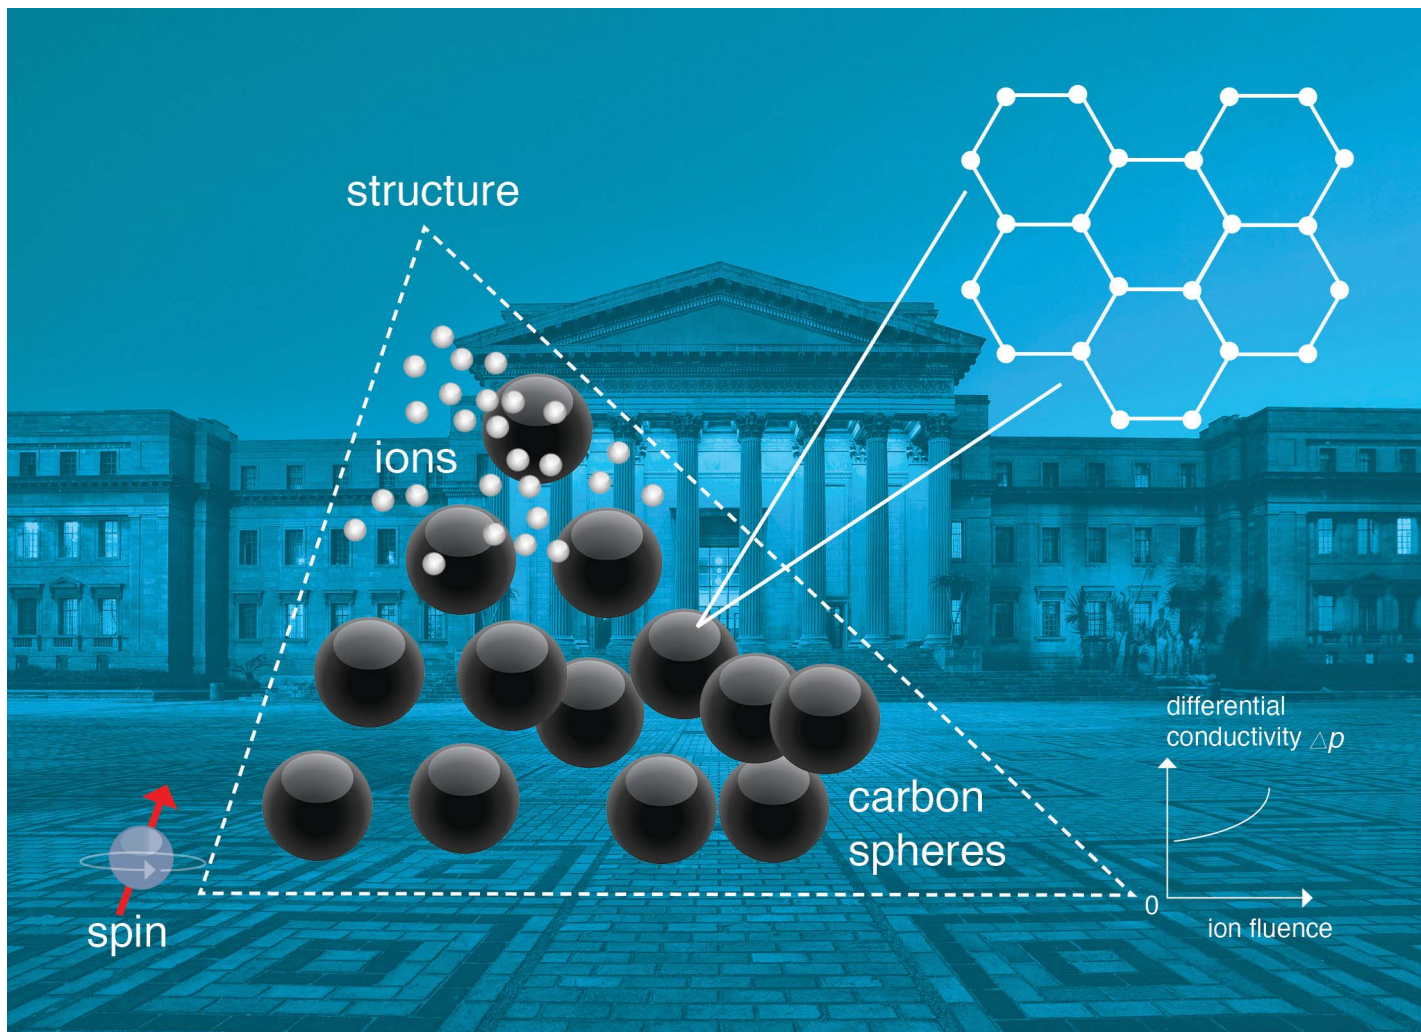 structure
ions
differential
conductivity △p
carbon
spheres
0
ion fluence
spin